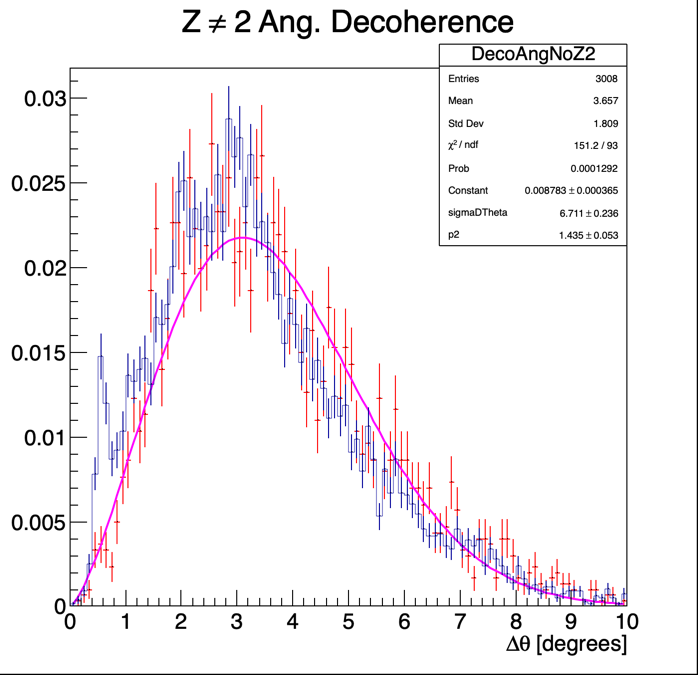 Z ≠ 2 Ang. Decoherence
DecoAngNoZ2
Entries 3008
Mean 3.657
Std Dev 1.809
χ² / ndf 151.2 / 93
Prob 0.0001292
Constant 0.008783 ± 0.000365
sigmaDTheta 6.711 ± 0.236
p2 1.435 ± 0.053
0.03
0.025
0.02
0.015
0.01
0.005
0
0 1 2 3 4 5 6 7 8 9 10
Δθ [degrees]